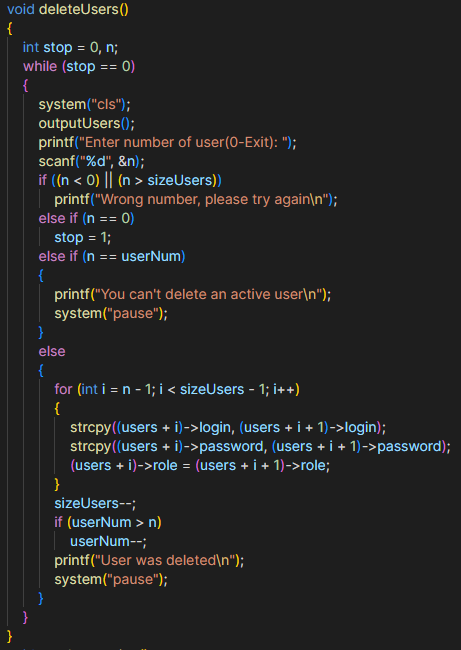 void deleteUsers()
{
    int stop = 0, n;
    while (stop == 0)
    {
        system("cls");
        outputUsers();
        printf("Enter number of user(0-Exit): ");
        scanf("%d", &n);
        if ((n < 0) || (n > sizeUsers))
            printf("Wrong number, please try again\n");
        else if (n == 0)
            stop = 1;
        else if (n == userNum)
        {
            printf("You can't delete an active user\n");
            system("pause");
        }
        else
        {
            for (int i = n - 1; i < sizeUsers - 1; i++)
            {
                strcpy((users + i)->login, (users + i + 1)->login);
                strcpy((users + i)->password, (users + i + 1)->password);
                (users + i)->role = (users + i + 1)->role;
            }
            sizeUsers--;
            if (userNum > n)
                userNum--;
            printf("User was deleted\n");
            system("pause");
        }
    }
}